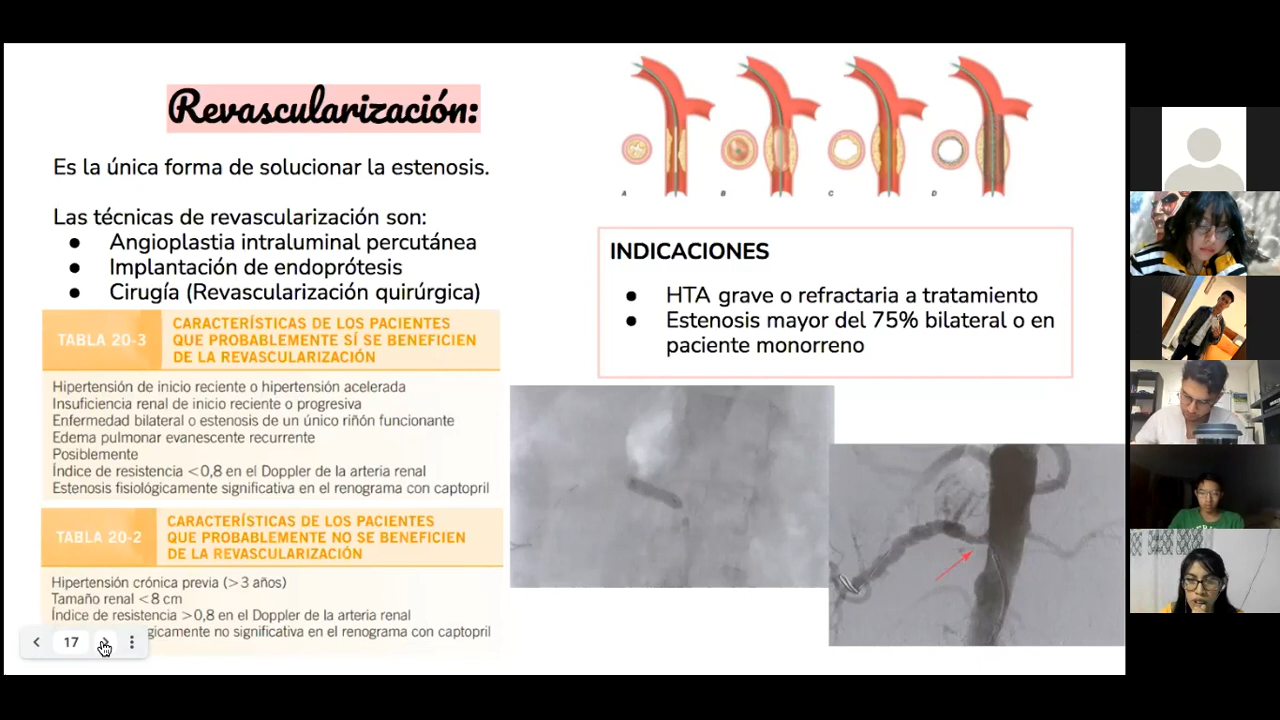 Revascularización:
Es la única forma de solucionar la estenosis.
Las técnicas de revascularización son:
● Angioplastia intraluminal percutánea
● Implantación de endoprótesis
● Cirugía (Revascularización quirúrgica)
TABLA 20-3
CARACTERÍSTICAS DE LOS PACIENTES
QUE PROBABLEMENTE SÍ SE BENEFICIEN
DE LA REVASCULARIZACIÓN
Hipertensión de inicio reciente o hipertensión acelerada
Insuficiencia renal de inicio reciente o progresiva
Enfermedad bilateral o estenosis de un único riñón funcionante
Edema pulmonar evanescente recurrente
Posiblemente
Índice de resistencia <0,8 en el Doppler de la arteria renal
Estenosis fisiológicamente significativa en el renograma con captopril
TABLA 20-2
CARACTERÍSTICAS DE LOS PACIENTES
QUE PROBABLEMENTE NO SE BENEFICIEN
DE LA REVASCULARIZACIÓN
Hipertensión crónica previa (>3 años)
Tamaño renal <8 cm
Índice de resistencia >0,8 en el Doppler de la arteria renal
no significativa en el renograma con captopril
17
A B C D
INDICACIONES
● HTA grave o refractaria a tratamiento
● Estenosis mayor del 75% bilateral o en
paciente monorreno